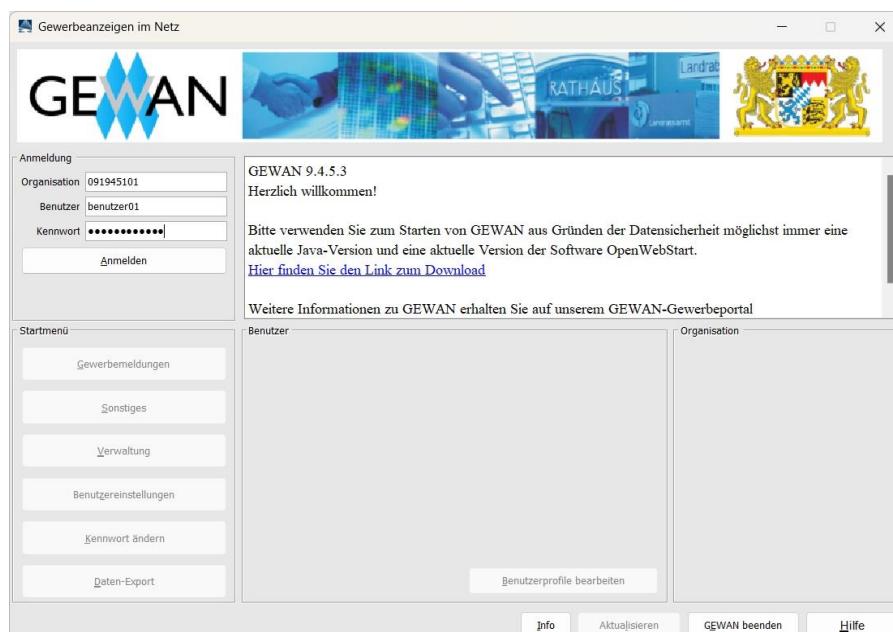 Gewerbeanzeigen im Netz
GEWAN
RATHAUS
Landrat
Landratsamt
Anmeldung
Organisation 091945101
Benutzer benutzer01
Kennwort ●●●●●●●●●●●●
Anmelden
GEWAN 9.4.5.3
Herzlich willkommen!
Bitte verwenden Sie zum Starten von GEWAN aus Gründen der Datensicherheit möglichst immer eine
aktuelle Java-Version und eine aktuelle Version der Software OpenWebStart.
Hier finden Sie den Link zum Download
Weitere Informationen zu GEWAN erhalten Sie auf unserem GEWAN-Gewerbeportal
Startmenü
Gewerbemeldungen
Sonstiges
Verwaltung
Benutzereinstellungen
Kennwort ändern
Daten-Export
Benutzer
Benutzerprofile bearbeiten
Organisation
Info
Aktualisieren
GEWAN beenden
Hilfe